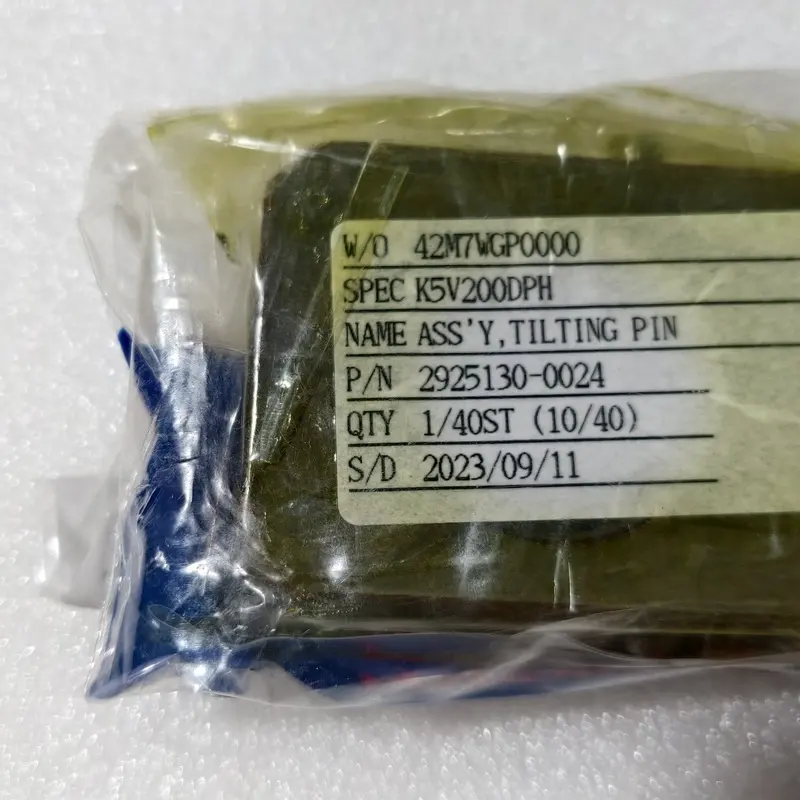 W/O 42M7WGP0000
SPEC K5V200DPH
NAME ASS'Y,TILTING PIN
P/N 2925130-0024
QTY 1/40ST (10/40)
S/D 2023/09/11